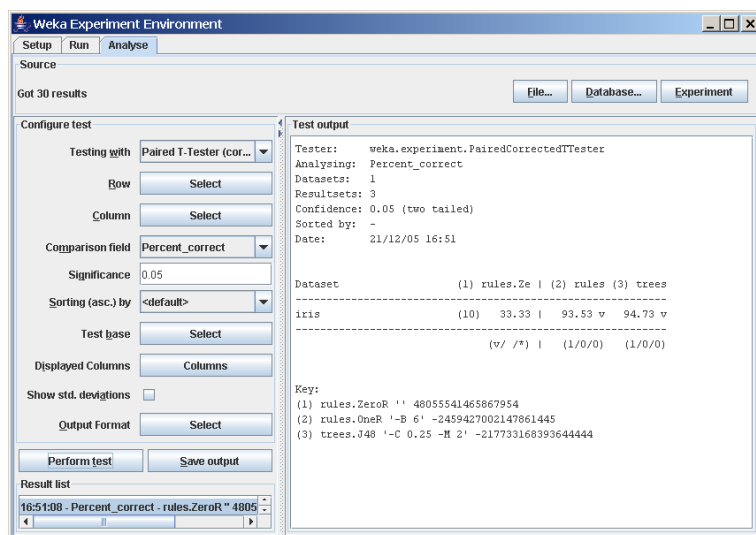 Weka Experiment Environment
Setup Run Analyse
Source
Got 30 results
File... Database... Experiment
Configure test
Testing with Paired T-Tester (cor...
Row Select
Column Select
Comparison field Percent_correct
Significance 0.05
Sorting (asc.) by <default>
Test base Select
Displayed Columns Columns
Show std. deviations
Output Format Select
Perform test Save output
Result list
16:51:08 - Percent_correct - rules.ZeroR '' 4805
Test output
Tester: weka.experiment.PairedCorrectedTTester
Analysing: Percent_correct
Datasets: 1
Resultsets: 3
Confidence: 0.05 (two tailed)
Sorted by: -
Date: 21/12/05 16:51
Dataset (1) rules.Ze | (2) rules (3) trees
--------------------------------------------------------------
iris (10) 33.33 | 93.53 v 94.73 v
--------------------------------------------------------------
(v/ /*) | (1/0/0) (1/0/0)
Key:
(1) rules.ZeroR '' 48055541465867954
(2) rules.OneR '-B 6' -2459427002147861445
(3) trees.J48 '-C 0.25 -M 2' -217733168393644444